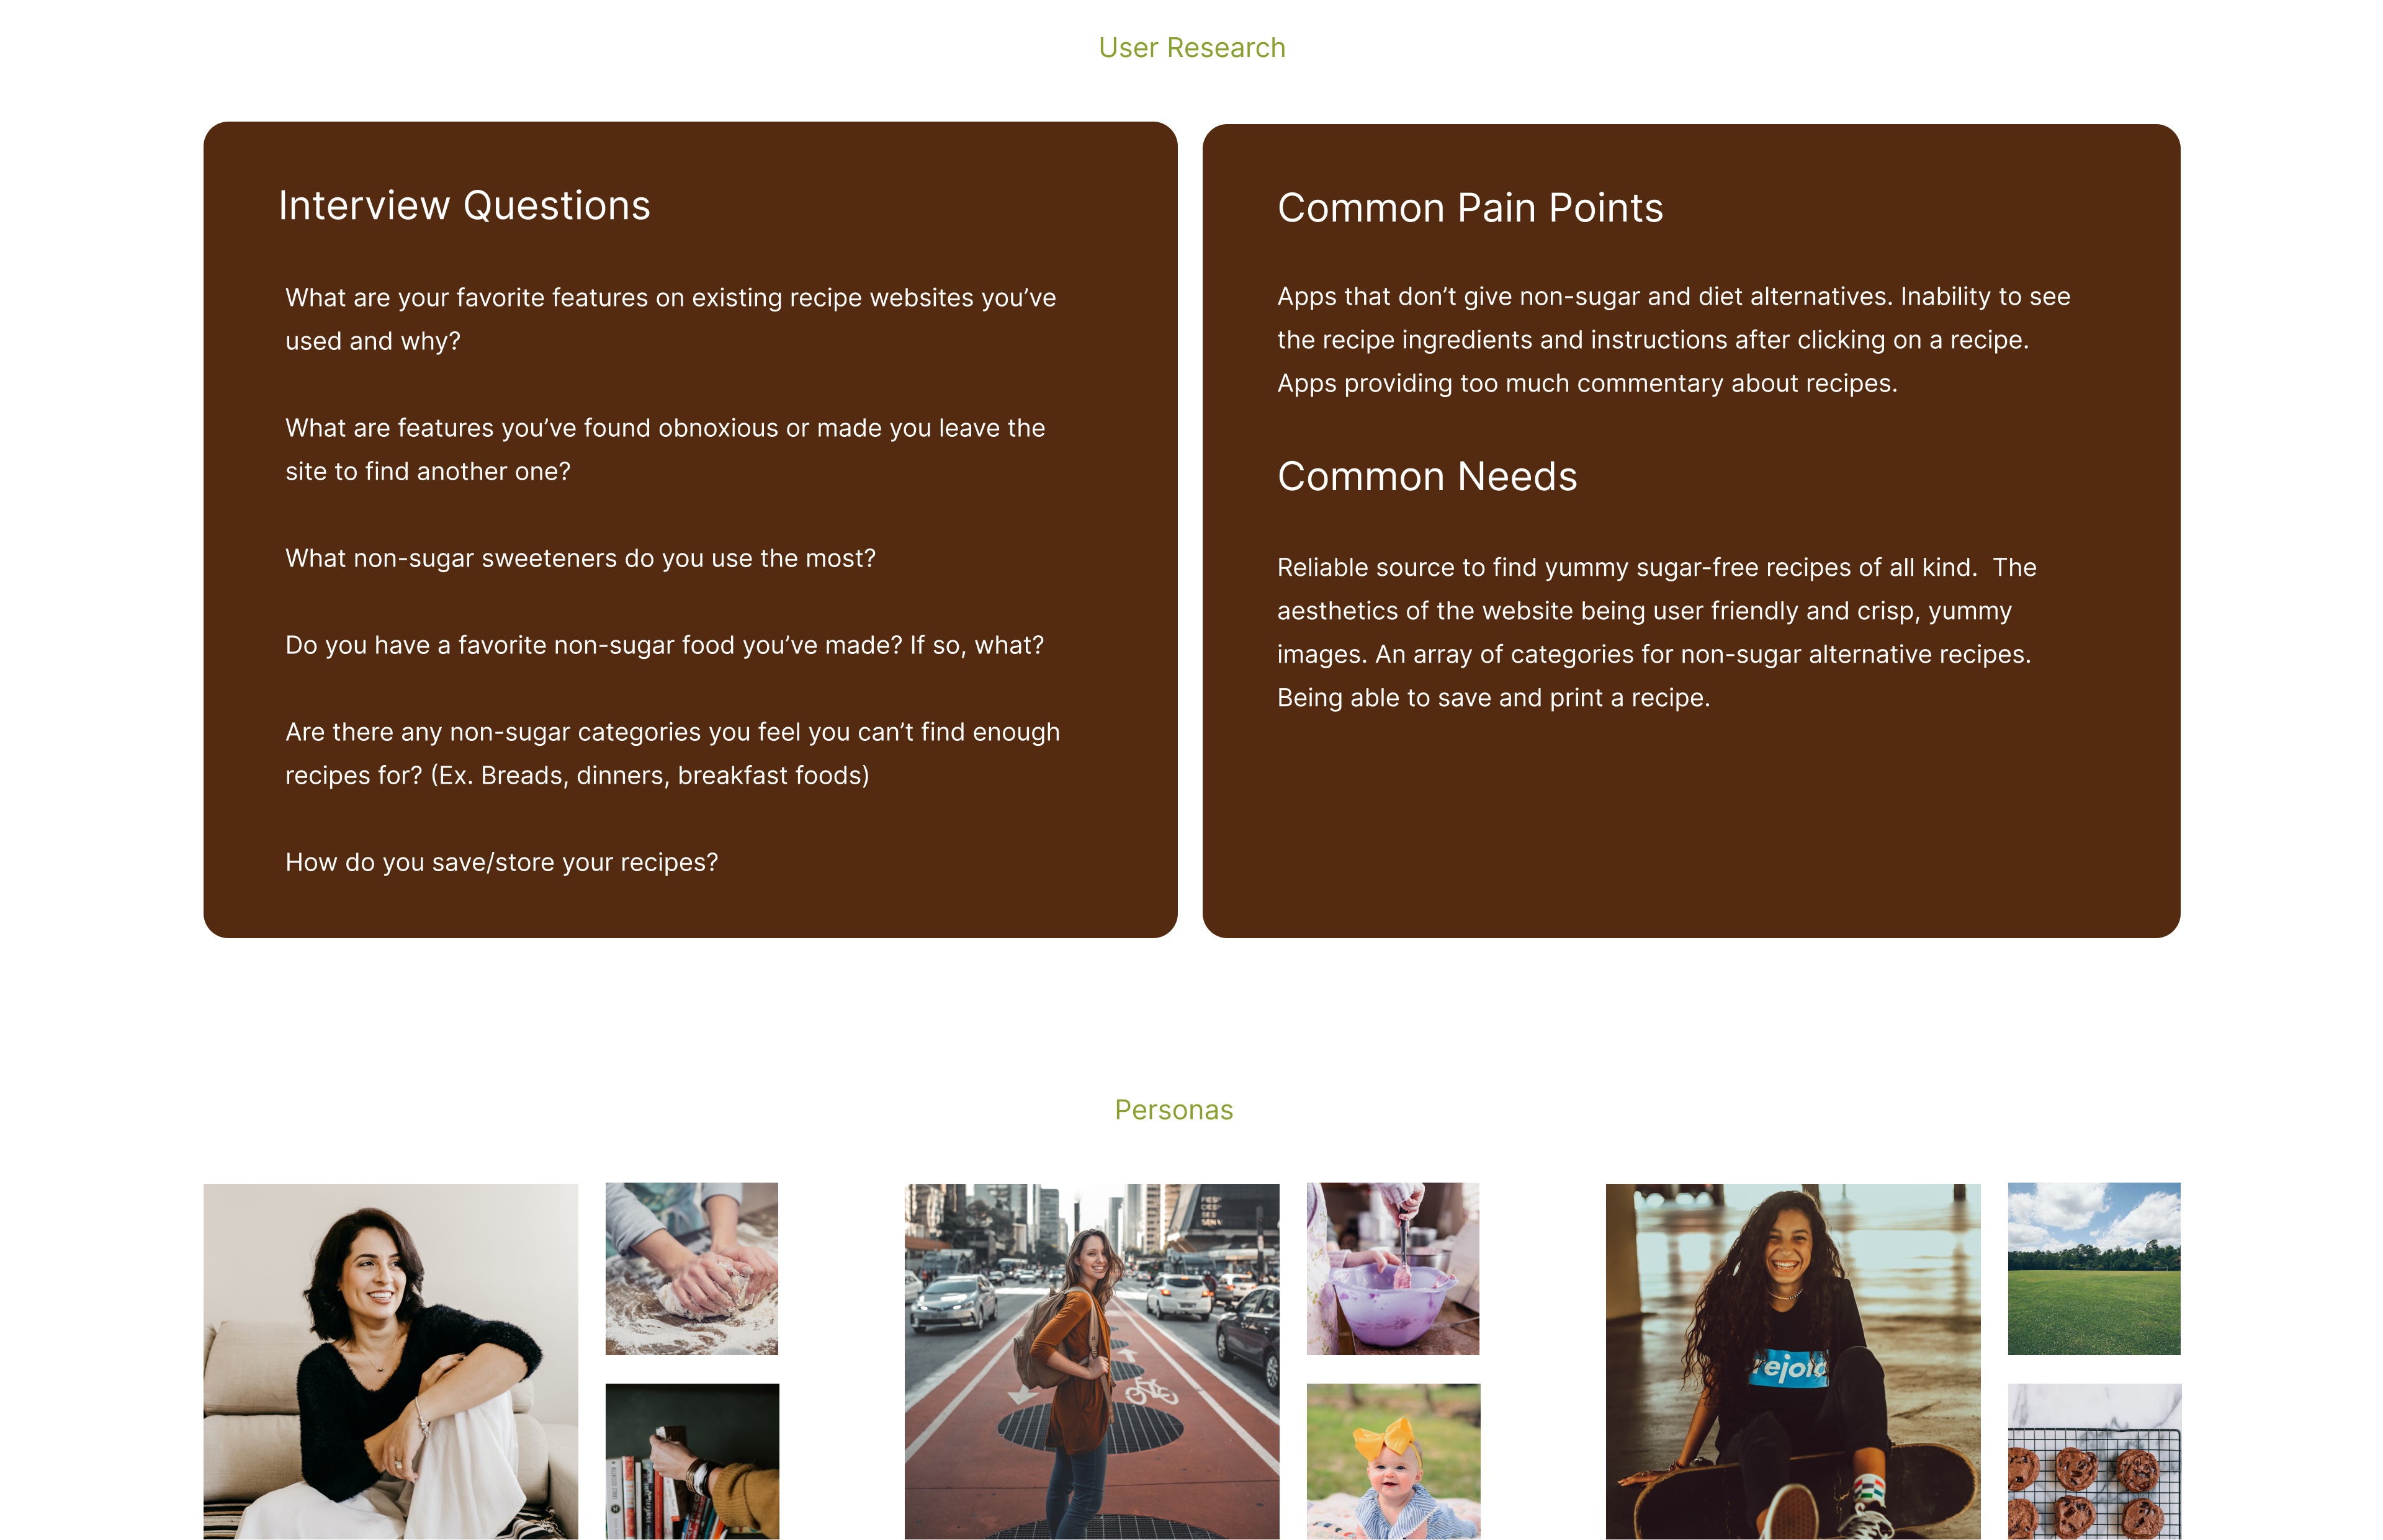 User Research
Interview Questions
What are your favorite features on existing recipe websites you’ve
used and why?
What are features you’ve found obnoxious or made you leave the
site to find another one?
What non-sugar sweeteners do you use the most?
Do you have a favorite non-sugar food you’ve made? If so, what?
Are there any non-sugar categories you feel you can’t find enough
recipes for? (Ex. Breads, dinners, breakfast foods)
How do you save/store your recipes?
Common Pain Points
Apps that don’t give non-sugar and diet alternatives. Inability to see
the recipe ingredients and instructions after clicking on a recipe.
Apps providing too much commentary about recipes.
Common Needs
Reliable source to find yummy sugar-free recipes of all kind.  The
aesthetics of the website being user friendly and crisp, yummy
images. An array of categories for non-sugar alternative recipes.
Being able to save and print a recipe.
Personas